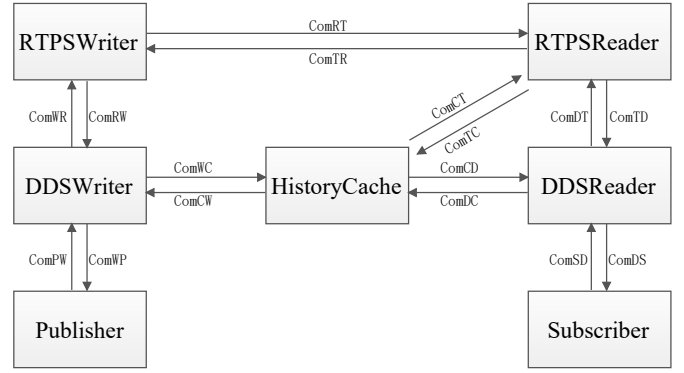 RTPSWriter
ComRT
ComTR
RTPSReader
ComWR
ComRW
ComCT
ComTC
ComDT
ComTD
DDSWriter
ComWC
ComCW
HistoryCache
ComCD
ComDC
DDSReader
ComPW
ComWP
ComSD
ComDS
Publisher
Subscriber